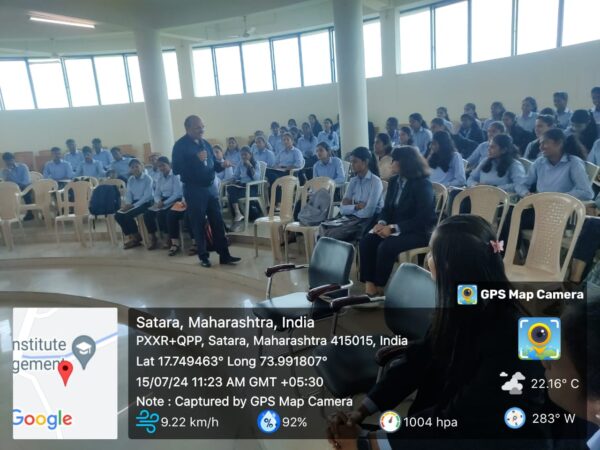 GPS Map Camera
Satara, Maharashtra, India
PXXR+QPP, Satara, Maharashtra 415015, India
Lat 17.749463° Long 73.991807°
15/07/24 11:23 AM GMT +05:30
Note : Captured by GPS Map Camera
nstitute
gement
Google
22.16° C
9.22 km/h
92%
1004 hpa
283° W